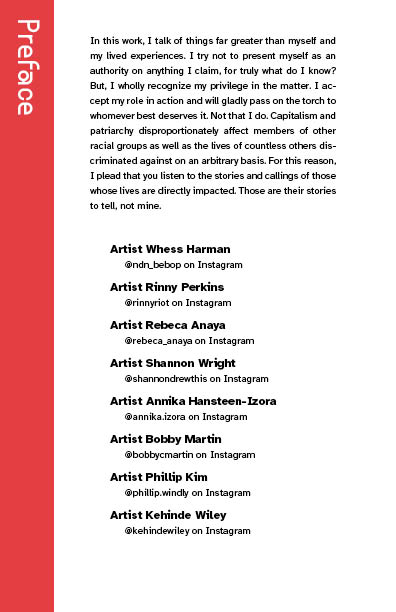 Preface
In this work, I talk of things far greater than myself and
my lived experiences. I try not to present myself as an
authority on anything I claim, for truly what do I know?
But, I wholly recognize my privilege in the matter. I ac-
cept my role in action and will gladly pass on the torch to
whomever best deserves it. Not that I do. Capitalism and
patriarchy disproportionately affect members of other
racial groups as well as the lives of countless others dis-
criminated against on an arbitrary basis. For this reason,
I plead that you listen to the stories and callings of those
whose lives are directly impacted. Those are their stories
to tell, not mine.
Artist Whess Harman
@ndn_bebop on Instagram
Artist Rinny Perkins
@rinnyriot on Instagram
Artist Rebeca Anaya
@rebeca_anaya on Instagram
Artist Shannon Wright
@shannondrewthis on Instagram
Artist Annika Hansteen-Izora
@annika.izora on Instagram
Artist Bobby Martin
@bobbycmartin on Instagram
Artist Phillip Kim
@phillip.windly on Instagram
Artist Kehinde Wiley
@kehindewiley on Instagram